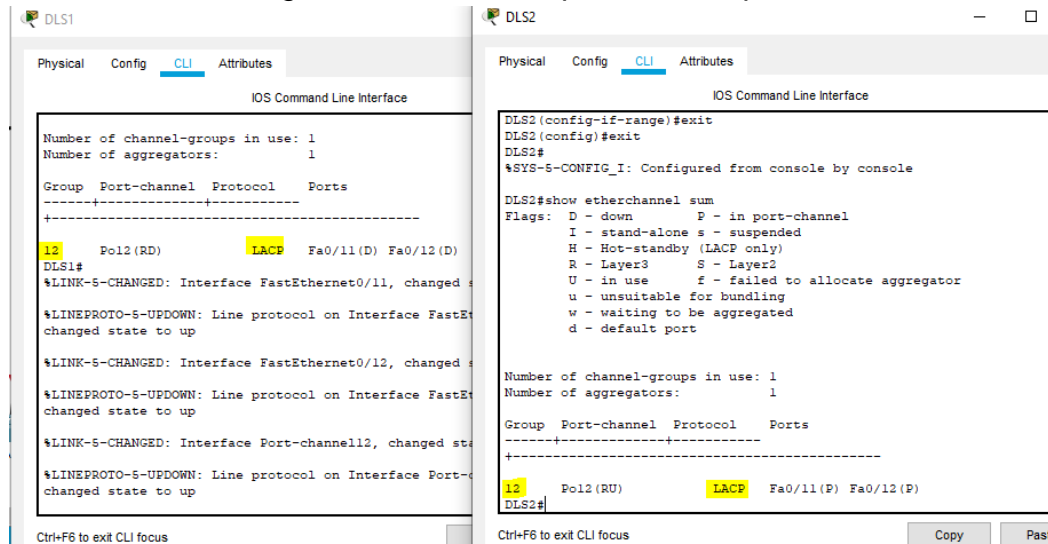 DLS1
Physical Config CLI Attributes
IOS Command Line Interface
Number of channel-groups in use: 1
Number of aggregators: 1
Group Port-channel Protocol Ports
------+-------------+-----------
+----------------------------------------------
12 Po12(RD) LACP Fa0/11(D) Fa0/12(D)
DLS1#
%LINK-5-CHANGED: Interface FastEthernet0/11, changed
%LINEPROTO-5-UPDOWN: Line protocol on Interface
changed state to up
%LINK-5-CHANGED: Interface FastEthernet0/12, changed
%LINEPROTO-5-UPDOWN: Line protocol on Interface
changed state to up
%LINK-5-CHANGED: Interface Port-channel12, changed
%LINEPROTO-5-UPDOWN: Line protocol on Interface
changed state to up
Ctrl+F6 to exit CLI focus
DLS2
Physical Config CLI Attributes
IOS Command Line Interface
DLS2(config-if-range)#exit
DLS2(config)#exit
DLS2#
%SYS-5-CONFIG_I: Configured from console by console
DLS2#show etherchannel sum
Flags: D - down P - in port-channel
I - stand-alone s - suspended
H - Hot-standby (LACP only)
R - Layer3 S - Layer2
U - in use f - failed to allocate aggregator
u - unsuitable for bundling
w - waiting to be aggregated
d - default port
Number of channel-groups in use: 1
Number of aggregators: 1
Group Port-channel Protocol Ports
------+-------------+-----------
+----------------------------------------------
12 Po12(RU) LACP Fa0/11(P) Fa0/12(P)
DLS2#
Ctrl+F6 to exit CLI focus
Copy